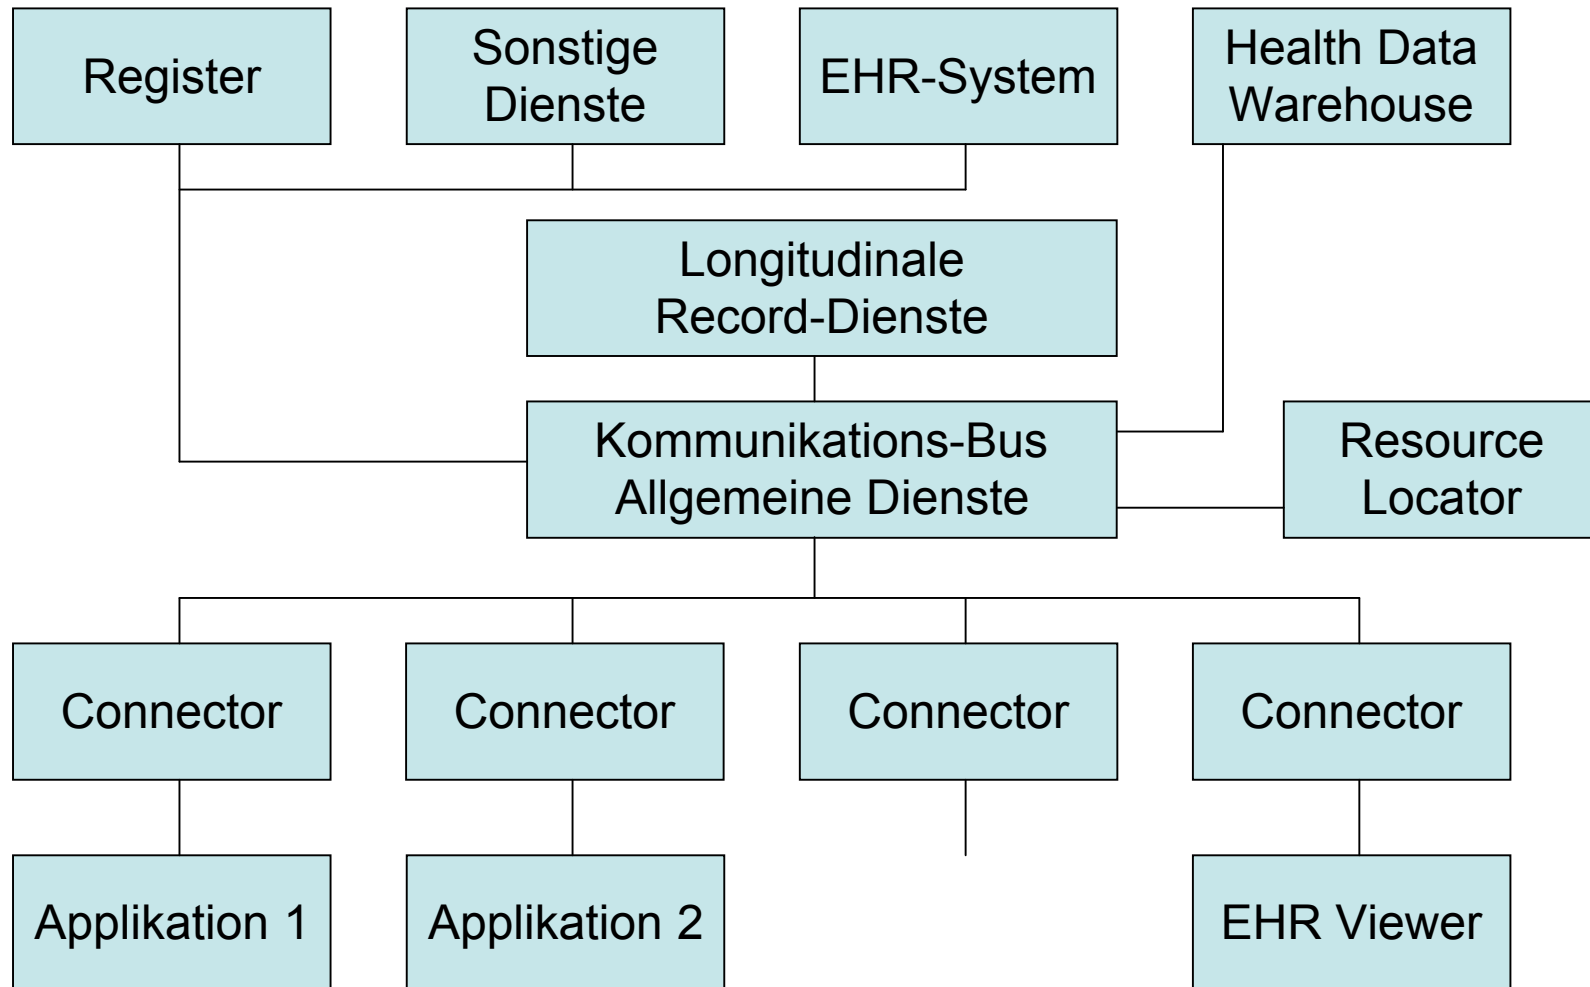 Register
Sonstige
Dienste
EHR-System
Health Data
Warehouse
Longitudinale
Record-Dienste
Kommunikations-Bus
Allgemeine Dienste
Resource
Locator
Connector
Connector
Connector
Connector
Applikation 1
Applikation 2
EHR Viewer